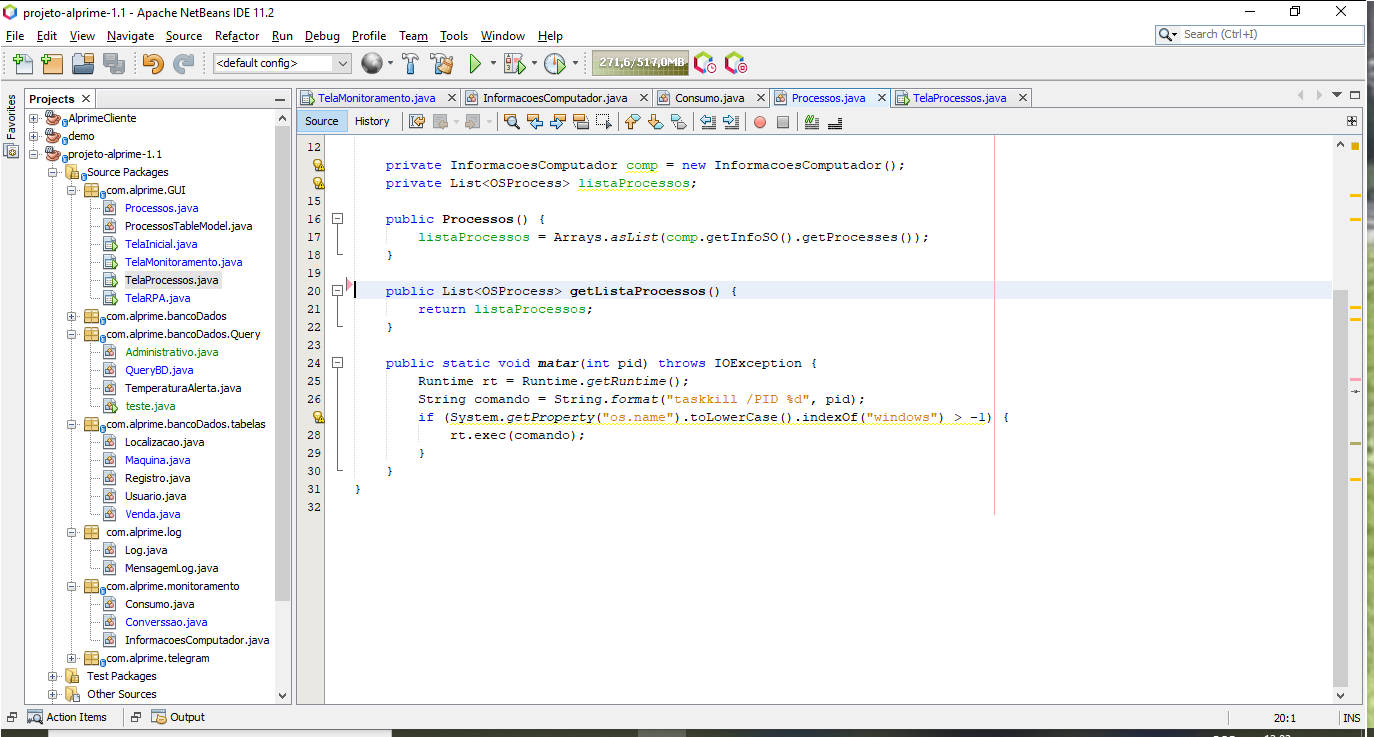 projeto-alprime-1.1 - Apache NetBeans IDE 11.2
File Edit View Navigate Source Refactor Run Debug Profile Team Tools Window Help
Search (Ctrl+I)
<default config>
271,6/517,0MB
Favorites
Projects
AlprimeCliente
demo
projeto-alprime-1.1
Source Packages
com.alprime.GUI
Processos.java
ProcessosTableModel.java
TelaInicial.java
TelaMonitoramento.java
TelaProcessos.java
TelaRPA.java
com.alprime.bancoDados
com.alprime.bancoDados.Query
Administrativo.java
QueryBD.java
TemperaturaAlerta.java
teste.java
com.alprime.bancoDados.tabelas
Localizacao.java
Maquina.java
Registro.java
Usuario.java
Venda.java
com.alprime.log
Log.java
MensagemLog.java
com.alprime.monitoramento
Consumo.java
Converssao.java
InformacoesComputador.java
com.alprime.telegram
Test Packages
Other Sources
TelaMonitoramento.java InformacoesComputador.java Consumo.java Processos.java TelaProcessos.java
Source History
12
private InformacoesComputador comp = new InformacoesComputador();
private List<OSProcess> listaProcessos;
15
16 public Processos() {
17 listaProcessos = Arrays.asList(comp.getInfoSO().getProcesses());
18 }
19
20 public List<OSProcess> getListaProcessos() {
21 return listaProcessos;
22 }
23
24 public static void matar(int pid) throws IOException {
25 Runtime rt = Runtime.getRuntime();
26 String comando = String.format("taskkill /PID %d", pid);
if (System.getProperty("os.name").toLowerCase().indexOf("windows") > -1) {
28 rt.exec(comando);
29 }
30 }
31 }
32
Action Items Output
20:1 INS